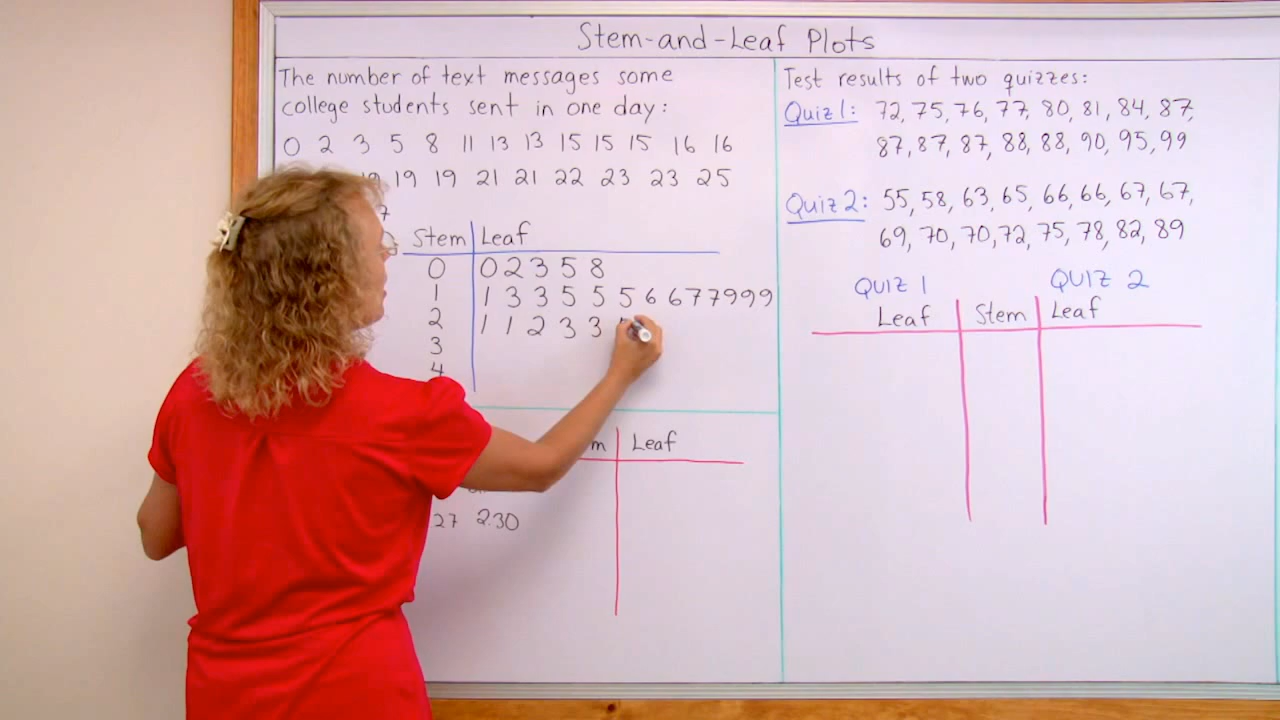 Stem-and-Leaf Plots
The number of text messages some
college students sent in one day:
0 2 3 5 8 11 13 13 15 15 15 16 16
19 19 21 21 22 23 23 25
7
Stem Leaf
0 0 2 3 5 8
1 1 3 3 5 5 5 6 6 7 7 9 9 9
2 1 1 2 3 3
3
4
Leaf
27 2.30
Test results of two quizzes:
Quiz 1: 72, 75, 76, 77, 80, 81, 84, 87,
87, 87, 87, 88, 88, 90, 95, 99
Quiz 2: 55, 58, 63, 65, 66, 66, 67, 67,
69, 70, 70, 72, 75, 78, 82, 89
QUIZ 1 QUIZ 2
Leaf Stem Leaf